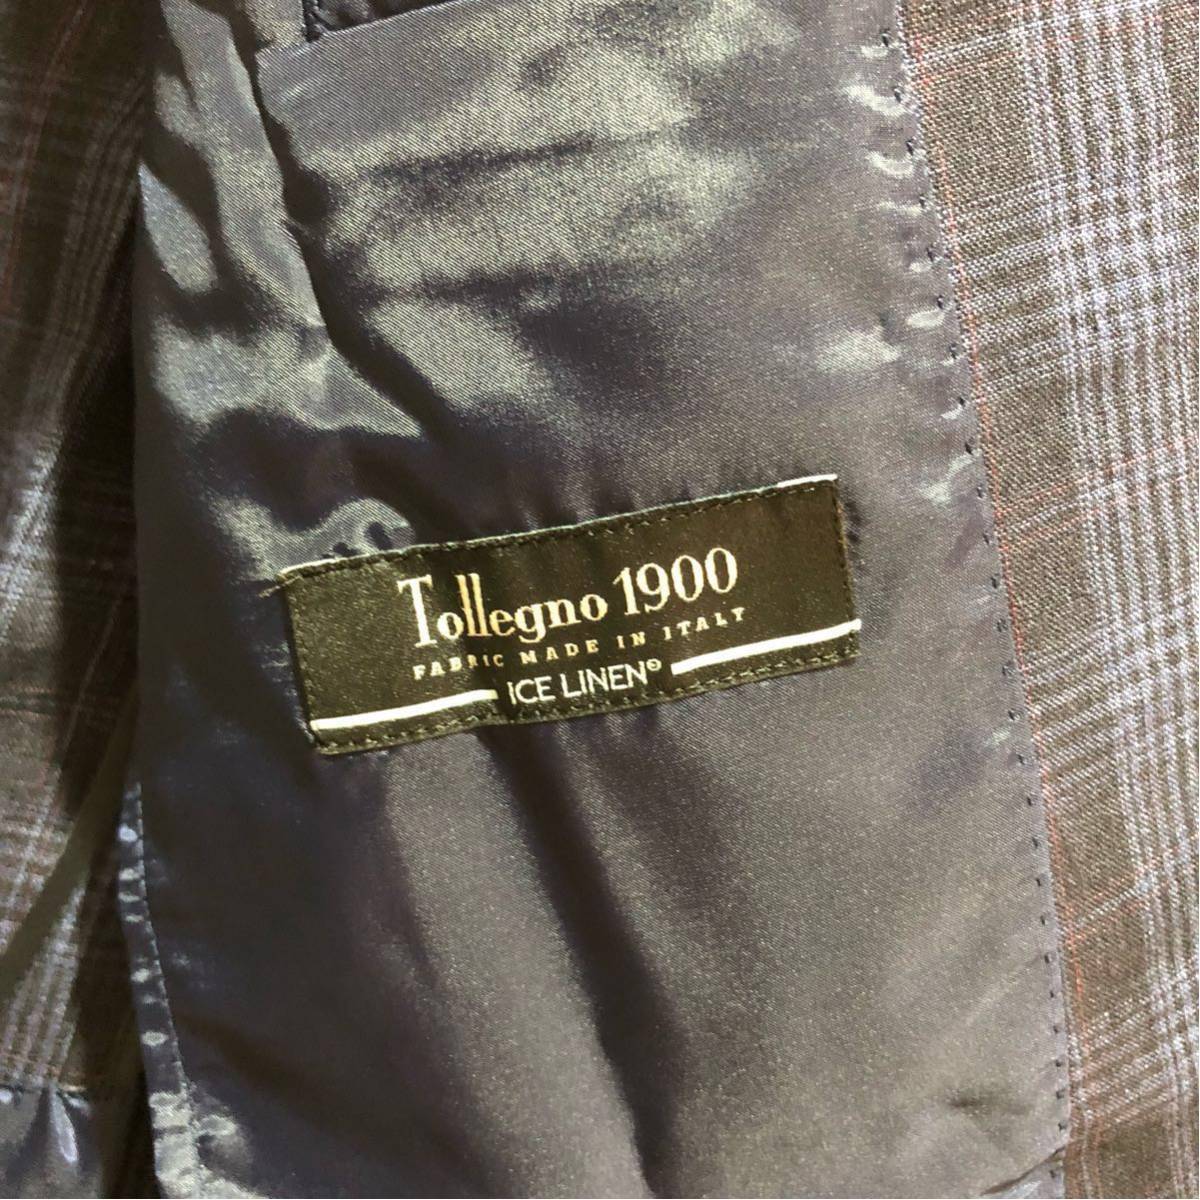 Tollegno 1900
FABRIC MADE IN ITALY
ICE LINEN®